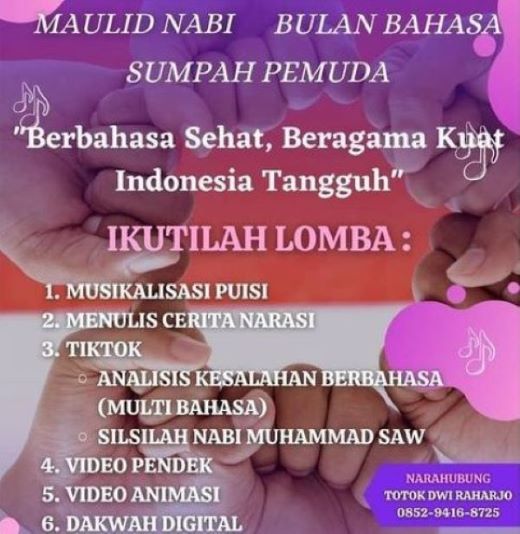 MAULID NABI BULAN BAHASA
SUMPAH PEMUDA
"Berbahasa Sehat, Beragama Kuat
Indonesia Tangguh"
IKUTILAH LOMBA :
1. MUSIKALISASI PUISI
2. MENULIS CERITA NARASI
3. TIKTOK
○ ANALISIS KESALAHAN BERBAHASA
(MULTI BAHASA)
○ SILSILAH NABI MUHAMMAD SAW
4. VIDEO PENDEK
5. VIDEO ANIMASI
6. DAKWAH DIGITAL
NARAHUBUNG
TOTOK DWI RAHARJO
0852-9416-8725